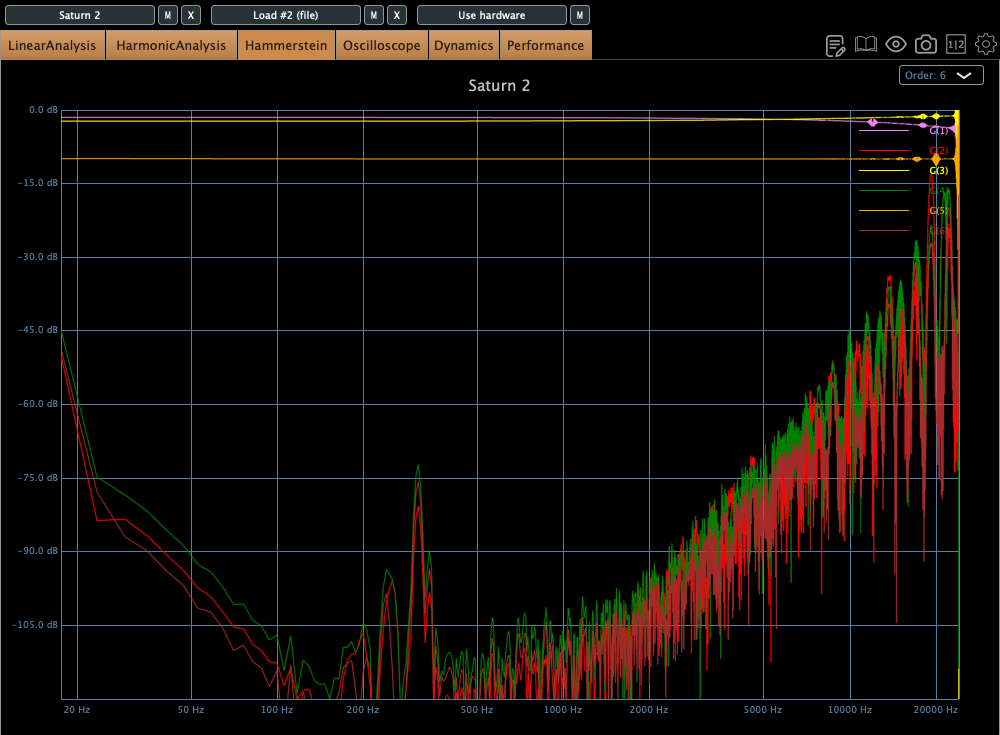 Saturn 2 M X Load #2 (file) M X Use hardware M
LinearAnalysis HarmonicAnalysis Hammerstein Oscilloscope Dynamics Performance
1|2
Order: 6
Saturn 2
0.0 dB
G(1)
G(2)
G(3)
-15.0 dB
G(4)
G(5)
G(6)
-30.0 dB
-45.0 dB
-60.0 dB
-75.0 dB
-90.0 dB
-105.0 dB
20 Hz 50 Hz 100 Hz 200 Hz 500 Hz 1000 Hz 2000 Hz 5000 Hz 10000 Hz 20000 Hz